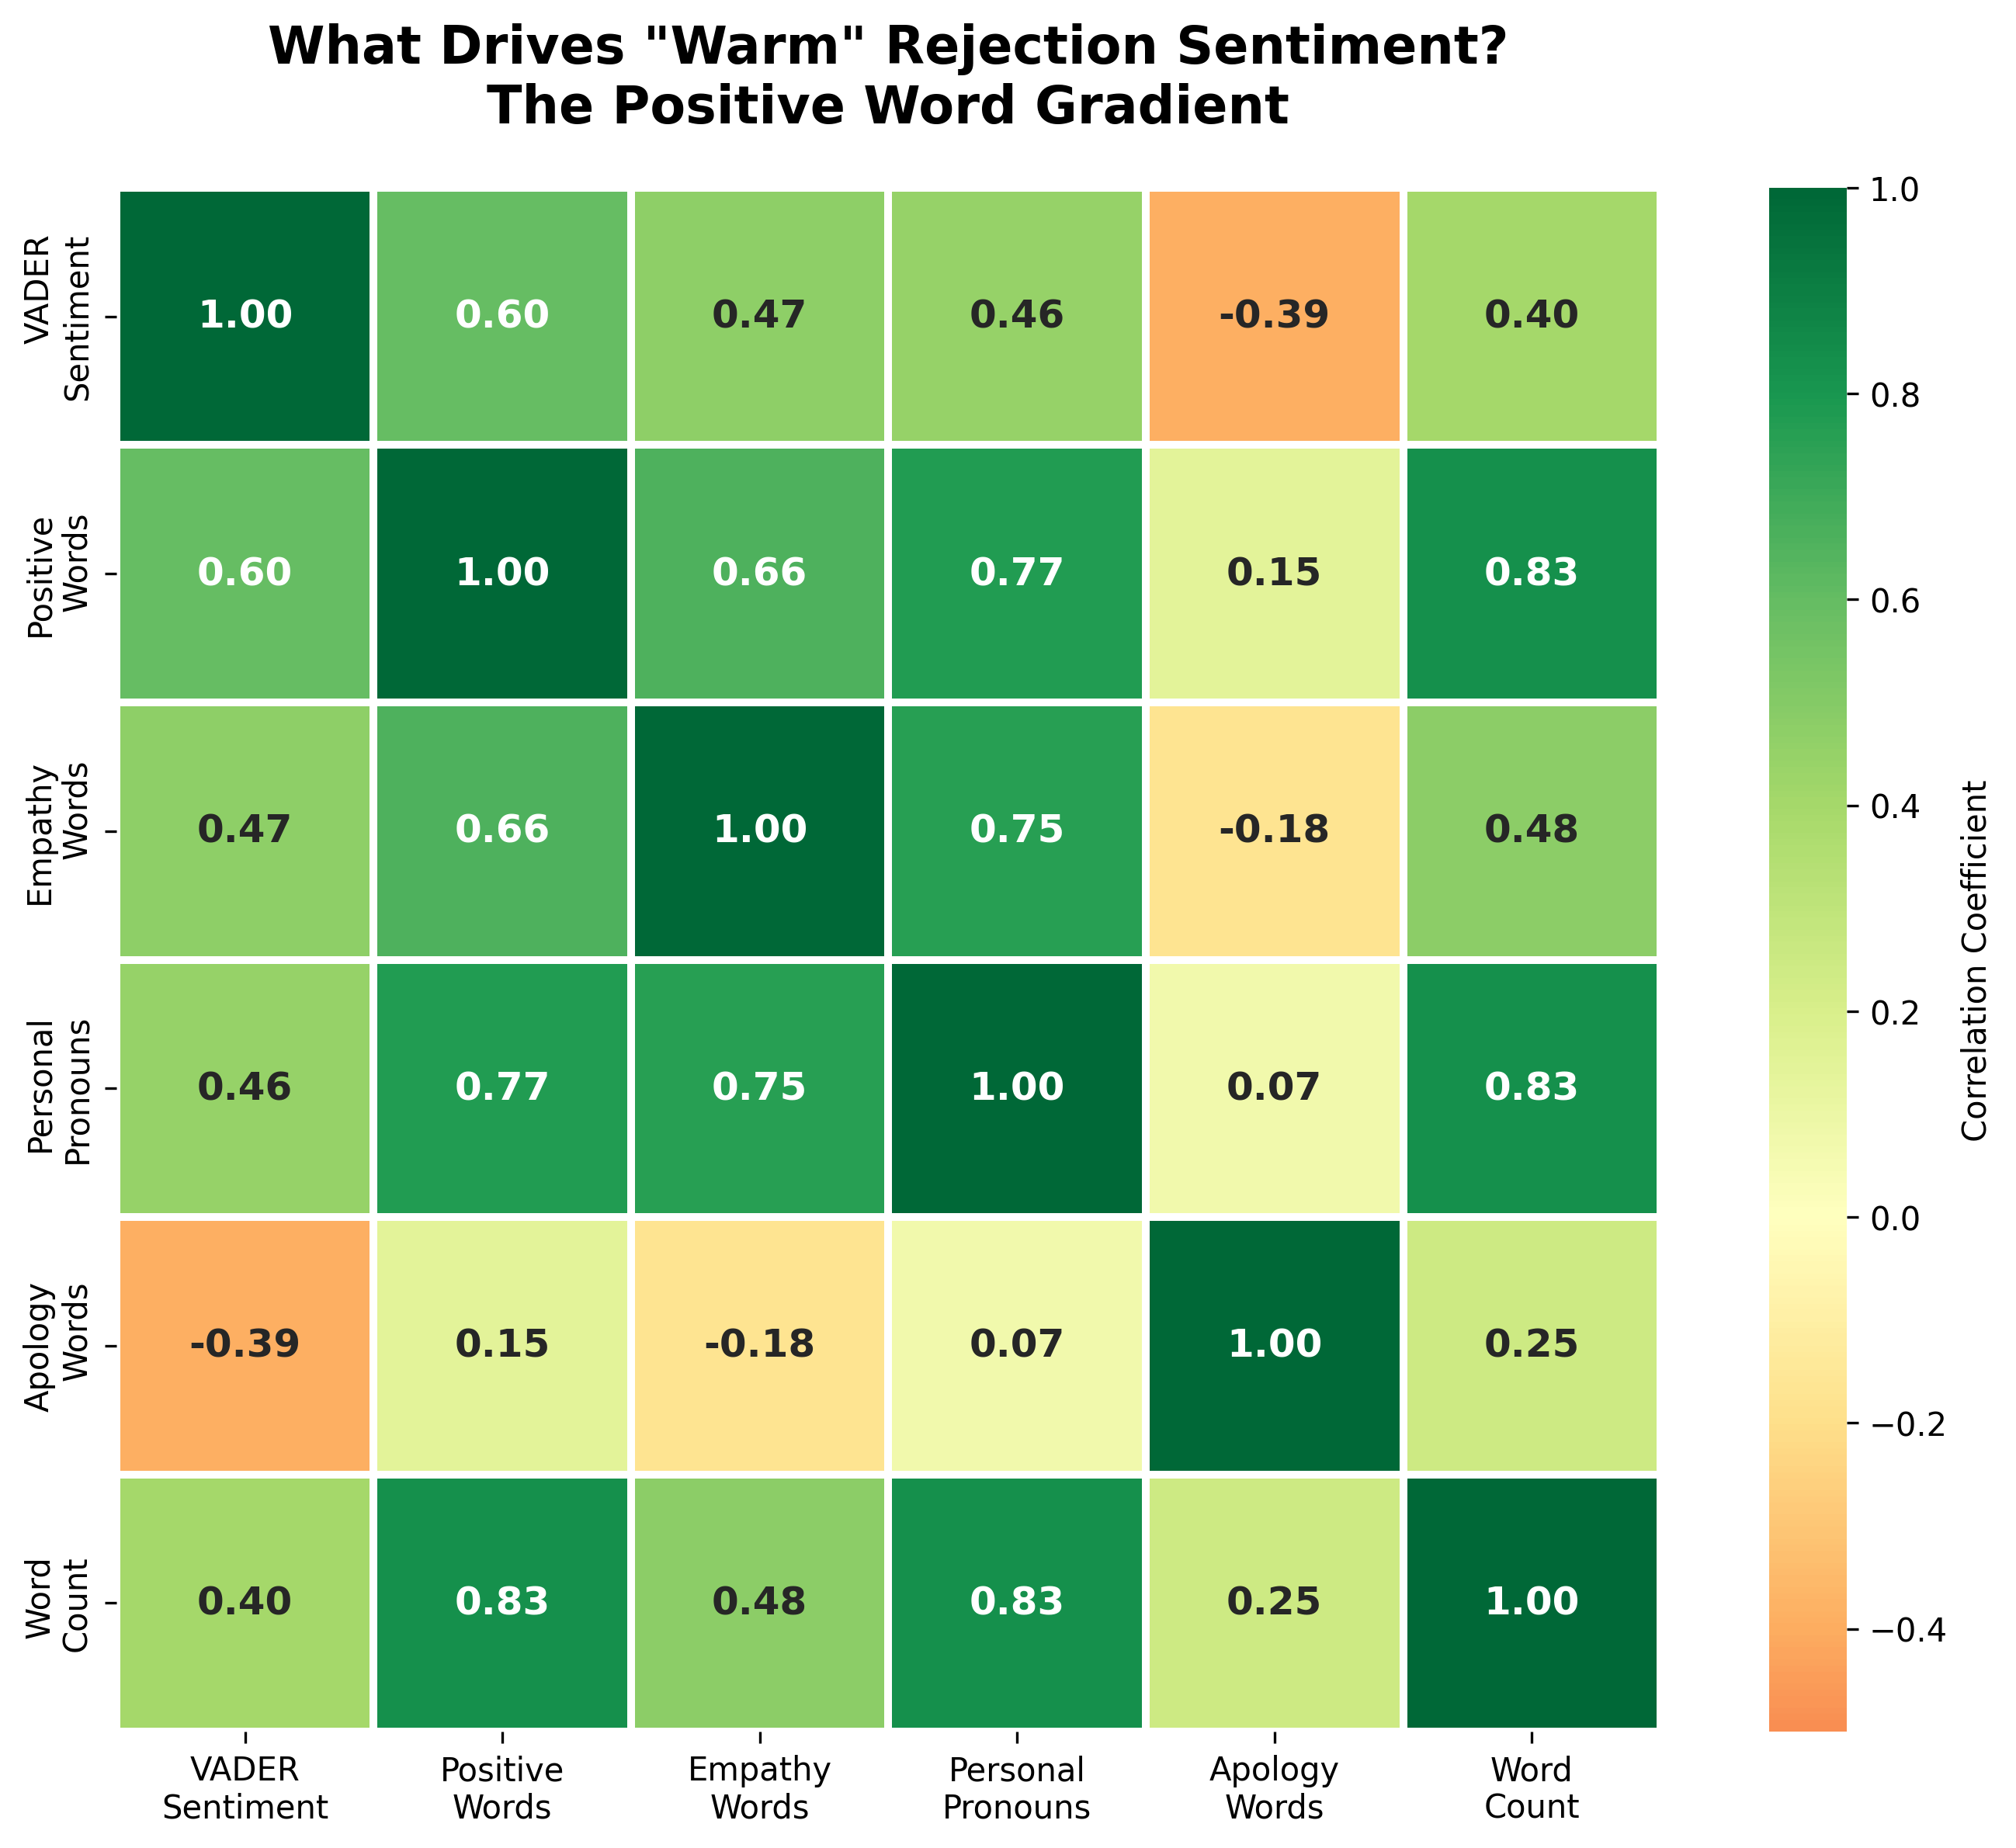 What Drives "Warm" Rejection Sentiment?
The Positive Word Gradient
VADER
Sentiment
1.00 0.60 0.47 0.46 -0.39 0.40
Positive
Words
0.60 1.00 0.66 0.77 0.15 0.83
Empathy
Words
0.47 0.66 1.00 0.75 -0.18 0.48
Personal
Pronouns
0.46 0.77 0.75 1.00 0.07 0.83
Apology
Words
-0.39 0.15 -0.18 0.07 1.00 0.25
Word
Count
0.40 0.83 0.48 0.83 0.25 1.00
VADER
Sentiment
Positive
Words
Empathy
Words
Personal
Pronouns
Apology
Words
Word
Count
1.0
0.8
0.6
0.4
0.2
0.0
−0.2
−0.4
Correlation Coefficient